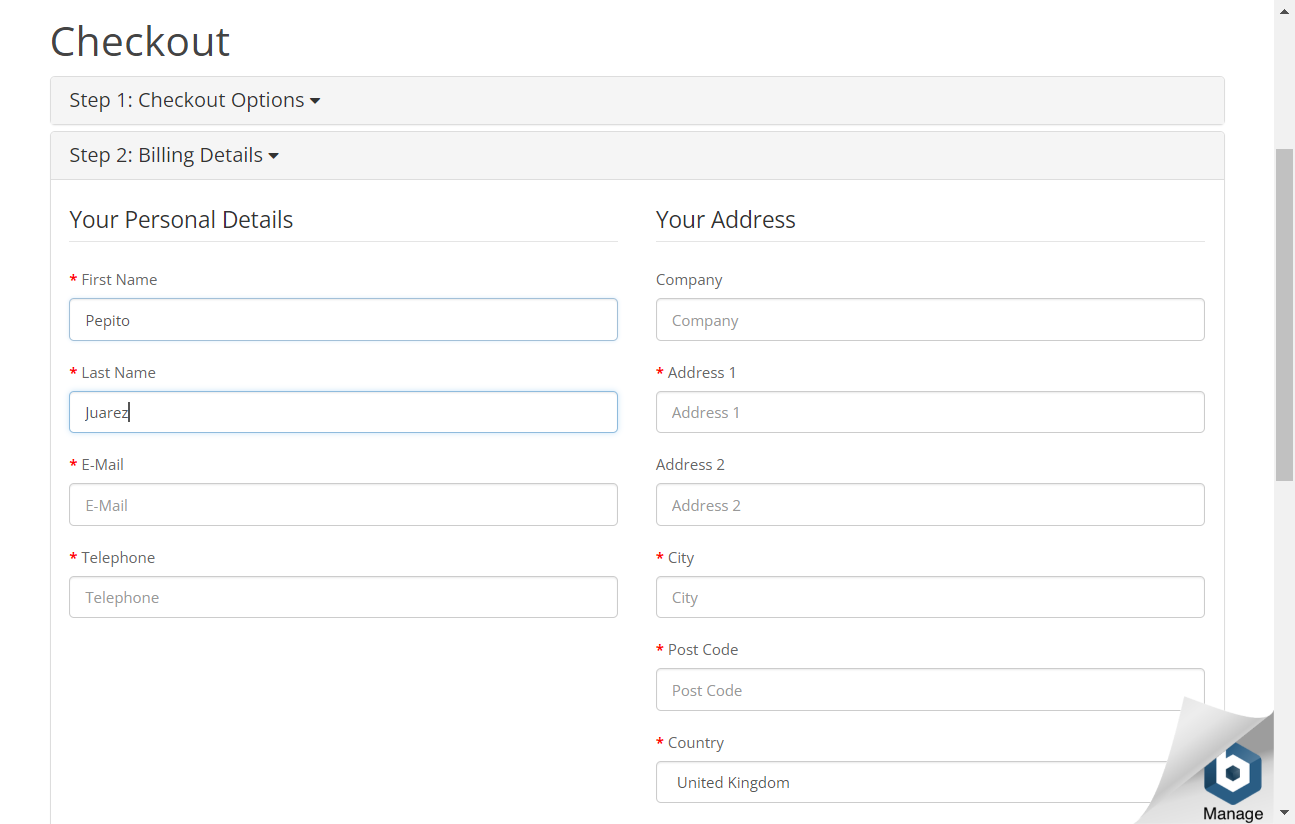 Checkout
Step 1: Checkout Options
Step 2: Billing Details
Your Personal Details
* First Name
Pepito
* Last Name
Juarez
* E-Mail
E-Mail
* Telephone
Telephone
Your Address
Company
Company
* Address 1
Address 1
Address 2
Address 2
* City
City
* Post Code
Post Code
* Country
United Kingdom
Manage